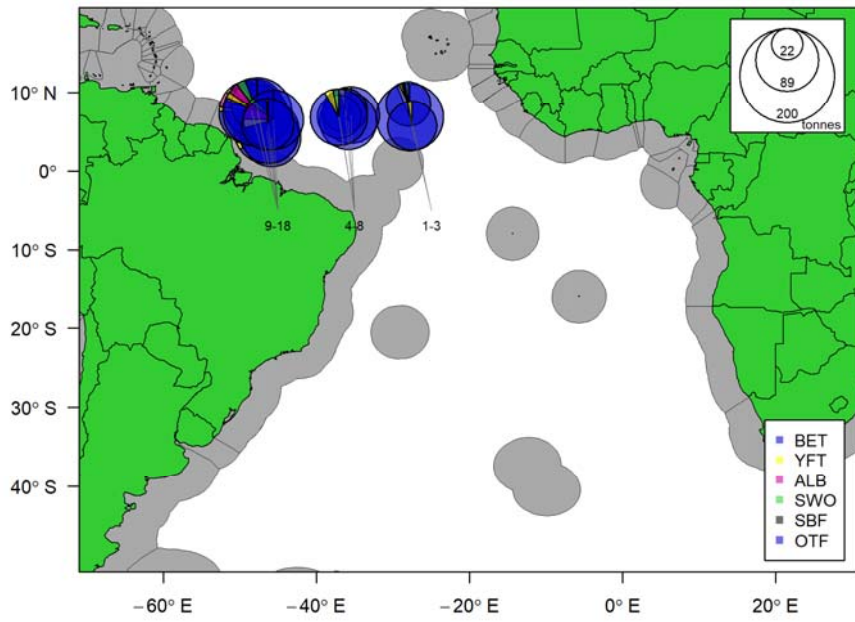 22
89
200
tonnes
10° N
0°
10° S
20° S
30° S
40° S
9-18
4-8
1-3
BET
YFT
ALB
SWO
SBF
OTF
−60° E
−40° E
−20° E
0° E
20° E